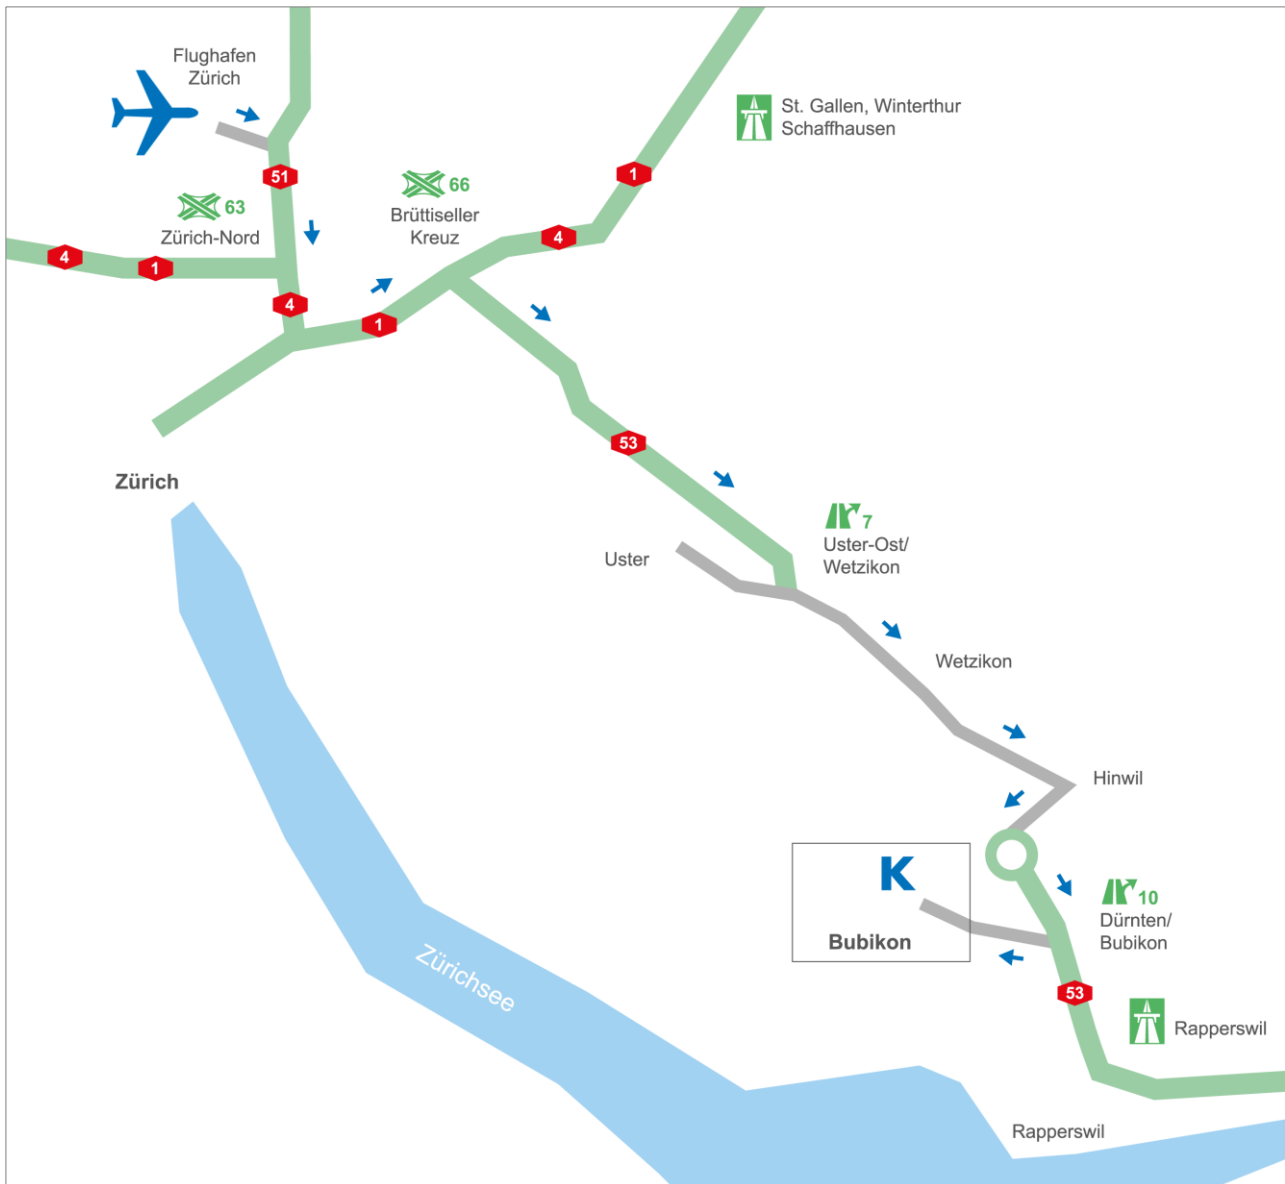 Flughafen
Zürich
St. Gallen, Winterthur
Schaffhausen
51
1
66
63
Brüttiseller
Kreuz
Zürich-Nord
4
4
1
4
1
53
Zürich
7
Uster-Ost/
Wetzikon
Uster
Wetzikon
Hinwil
K
10
Dürnten/
Bubikon
Bubikon
Zürichsee
53
Rapperswil
Rapperswil